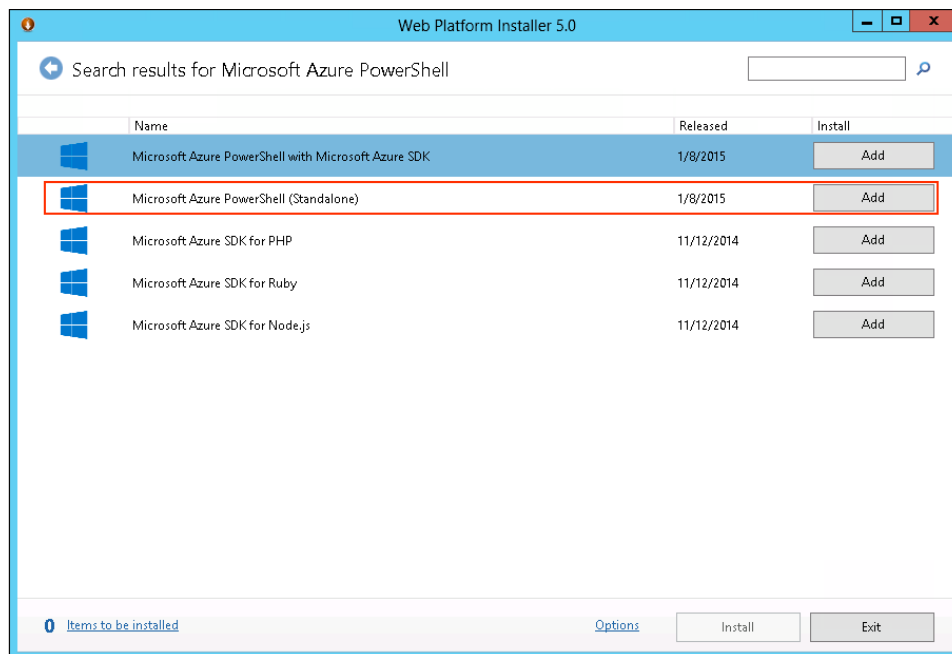 Web Platform Installer 5.0
Search results for Microsoft Azure PowerShell
Name Released Install
Microsoft Azure PowerShell with Microsoft Azure SDK 1/8/2015 Add
Microsoft Azure PowerShell (Standalone) 1/8/2015 Add
Microsoft Azure SDK for PHP 11/12/2014 Add
Microsoft Azure SDK for Ruby 11/12/2014 Add
Microsoft Azure SDK for Node.js 11/12/2014 Add
0 Items to be installed Options Install Exit